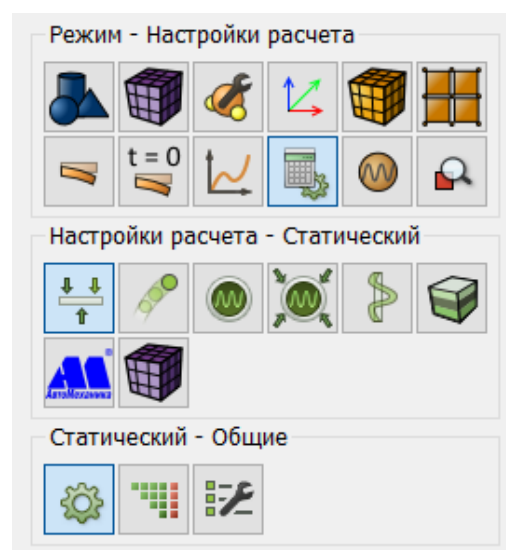 Режим - Настройки расчета
t = 0
Настройки расчета - Статический
АвтоМеханика
Статический - Общие